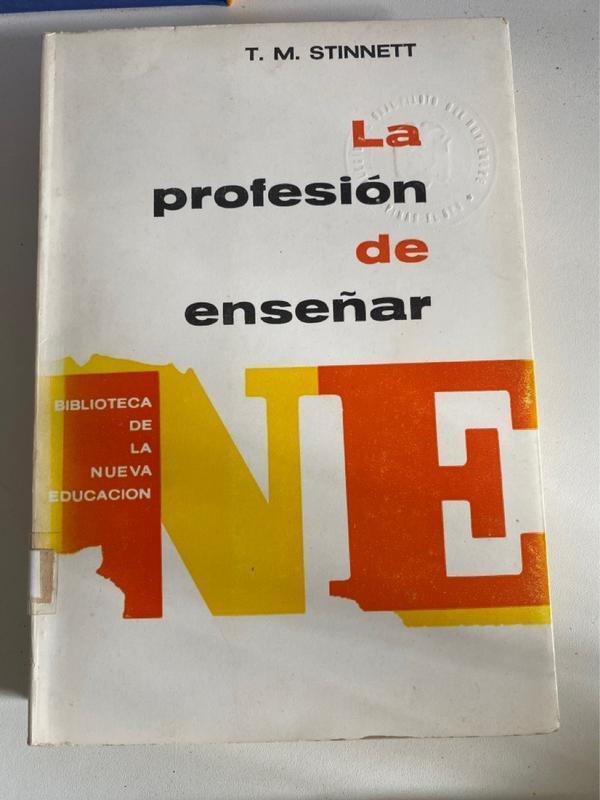 T. M. STINNETT
La
profesión
de
enseñar
BIBLIOTECA
DE
LA
NUEVA
EDUCACION
NE